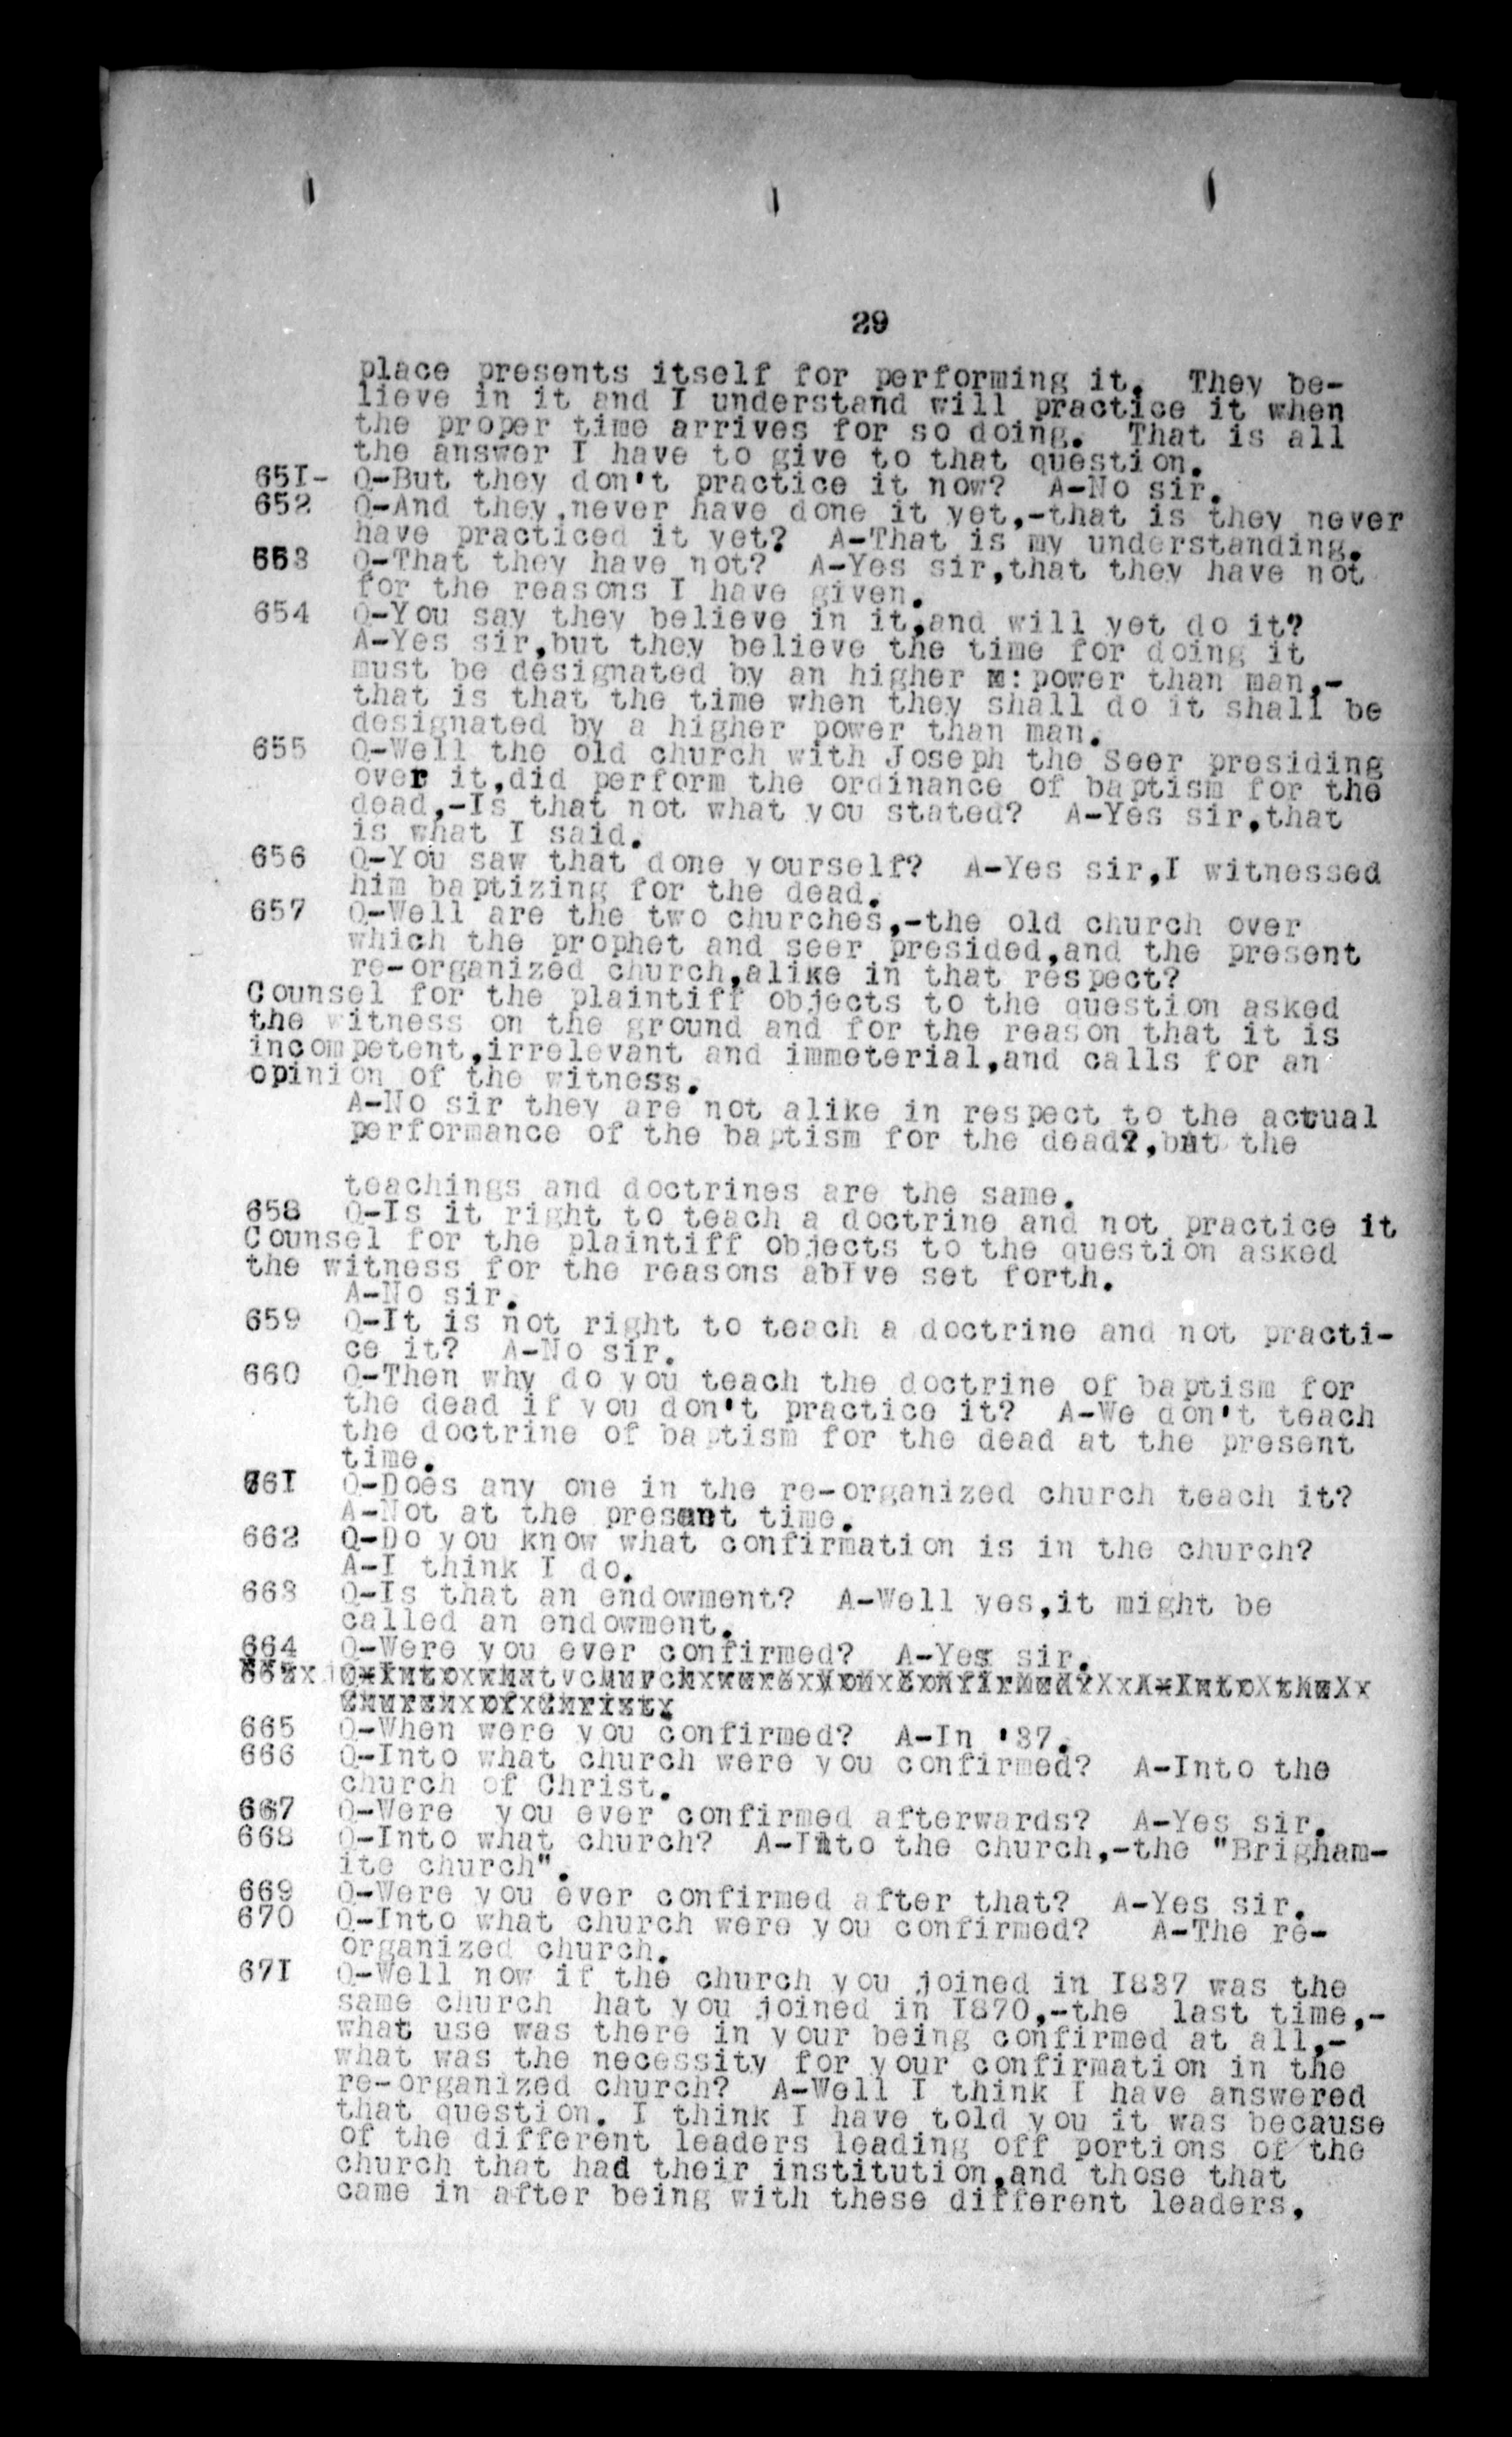 29
place presents itself for performing it. They be-
lieve in it and I understand will practice it when
the proper time arrives for so doing. That is all
the answer I have to give to that question.
651- Q-But they don't practice it now? A-No sir.
652 Q-And they,never have done it yet,-that is they never
have practiced it yet? A-That is my understanding.
653 Q-That they have not? A-Yes sir,that they have not
for the reasons I have given.
654 Q-You say they believe in it,and will yet do it?
A-Yes sir,but they believe the time for doing it
must be designated by an higher x:power than man,-
that is that the time when they shall do it shall be
designated by a higher power than man.
655 Q-Well the old church with Joseph the Seer presiding
over it,did perform the ordinance of baptism for the
dead,-Is that not what you stated? A-Yes sir,that
is what I said.
656 Q-You saw that done yourself? A-Yes sir,I witnessed
him baptizing for the dead.
657 Q-Well are the two churches,-the old church over
which the prophet and seer presided,and the present
re-organized church,alike in that respect?
Counsel for the plaintiff objects to the question asked
the witness on the ground and for the reason that it is
incompetent,irrelevant and immeterial,and calls for an
opinion of the witness.
A-No sir they are not alike in respect to the actual
performance of the baptism for the dead?,but the
teachings and doctrines are the same.
658 Q-Is it right to teach a doctrine and not practice it
Counsel for the plaintiff objects to the question asked
the witness for the reasons abIve set forth.
A-No sir.
659 Q-It is not right to teach a doctrine and not practi-
ce it? A-No sir.
660 Q-Then why do you teach the doctrine of baptism for
the dead if you don't practice it? A-We don't teach
the doctrine of baptism for the dead at the present
time.
661 Q-Does any one in the re-organized church teach it?
A-Not at the present time.
662 Q-Do you know what confirmation is in the church?
A-I think I do.
663 Q-Is that an endowment? A-Well yes,it might be
called an endowment.
664 Q-Were you ever confirmed? A-Yes sir.
665 Q-When were you confirmed? A-In '37.
666 Q-Into what church were you confirmed? A-Into the
church of Christ.
667 Q-Were you ever confirmed afterwards? A-Yes sir.
668 Q-Into what church? A-Into the church,-the "Brigham-
ite church".
669 Q-Were you ever confirmed after that? A-Yes sir.
670 Q-Into what church were you confirmed? A-The re-
organized church.
671 Q-Well now if the church you joined in I837 was the
same church hat you joined in I870,-the last time,-
what use was there in your being confirmed at all,-
what was the necessity for your confirmation in the
re-organized church? A-Well I think I have answered
that question. I think I have told you it was because
of the different leaders leading off portions of the
church that had their institution,and those that
came in after being with these different leaders,